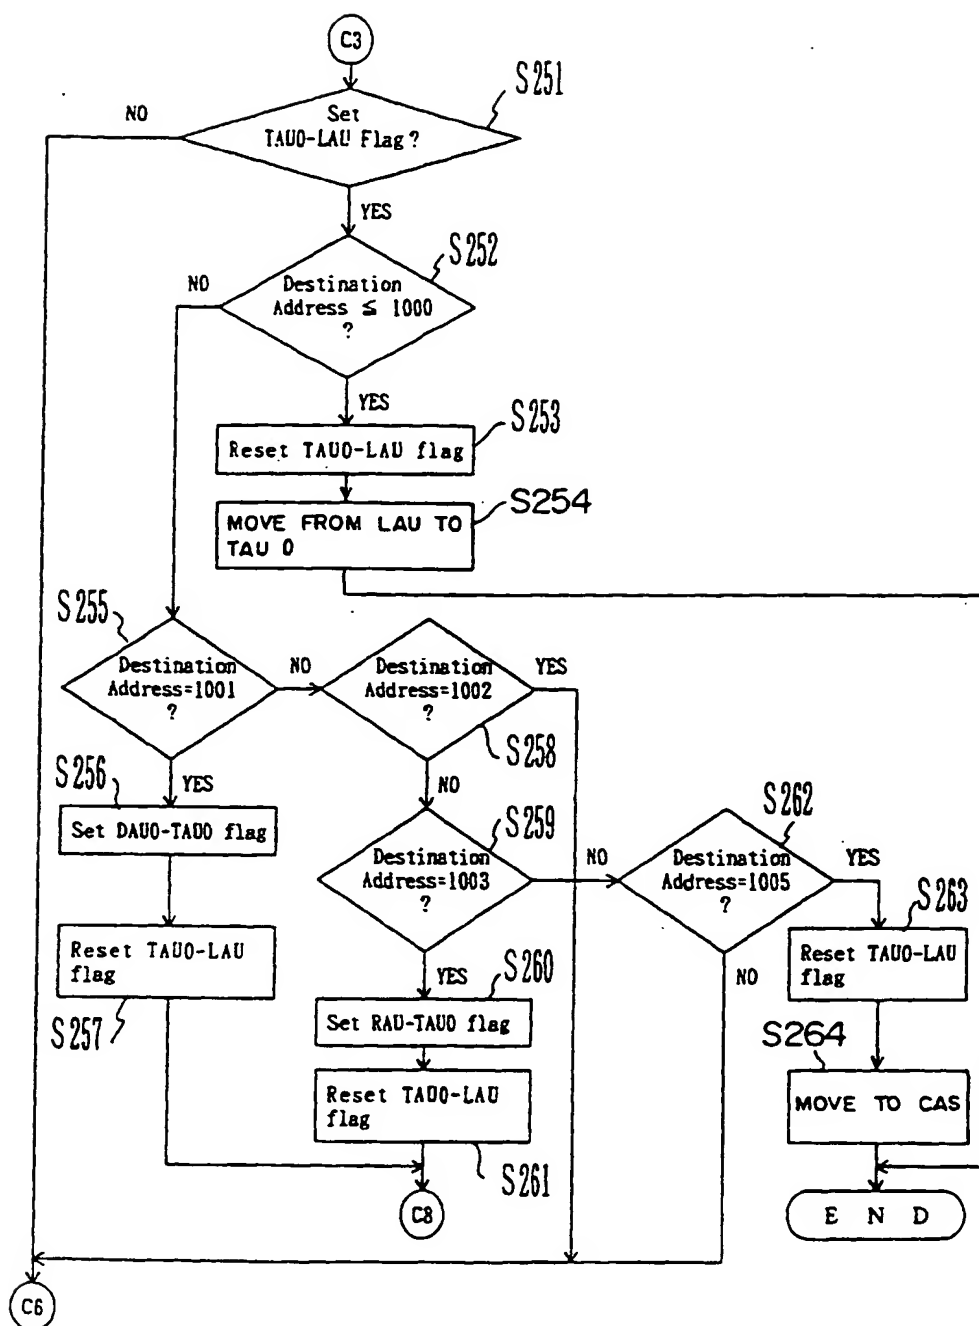 C3
S251
NO
Set
TAU0-LAU Flag?
YES
S252
NO
Destination
Address ≦ 1000
?
YES
S253
Reset TAU0-LAU flag
S254
MOVE FROM LAU TO
TAU 0
S255
Destination
Address=1001
?
NO
Destination
Address=1002
?
YES
S258
S256
YES
NO
Set DAU0-TAU0 flag
S259
Destination
Address=1003
?
NO
S262
Destination
Address=1005
?
YES
S263
Reset TAU0-LAU
flag
NO
Reset TAU0-LAU
flag
S257
YES
S260
Set RAU-TAU0 flag
S264
MOVE TO CAS
Reset TAU0-LAU
flag
S261
C8
E N D
C6